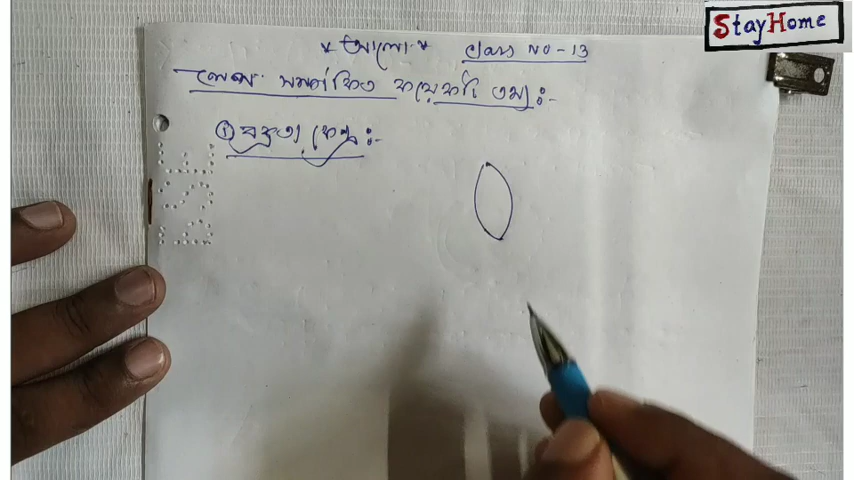 StayHome
* আলো * Class NO - 13
লেন্স সম্পর্কিত কয়েকটি তথ্য :-
① বক্রতা কেন্দ্র :-